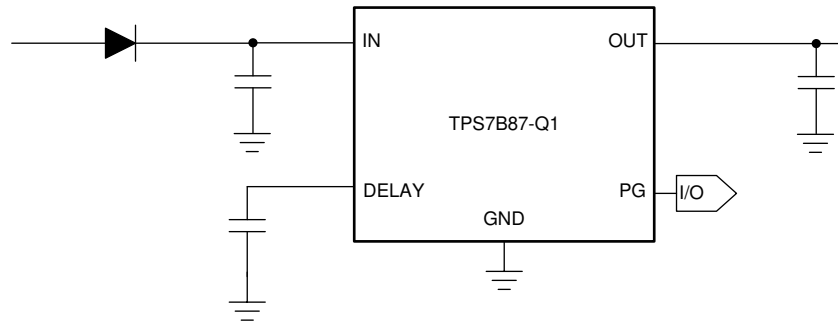 IN
OUT
TPS7B87-Q1
DELAY
PG
I/O
GND